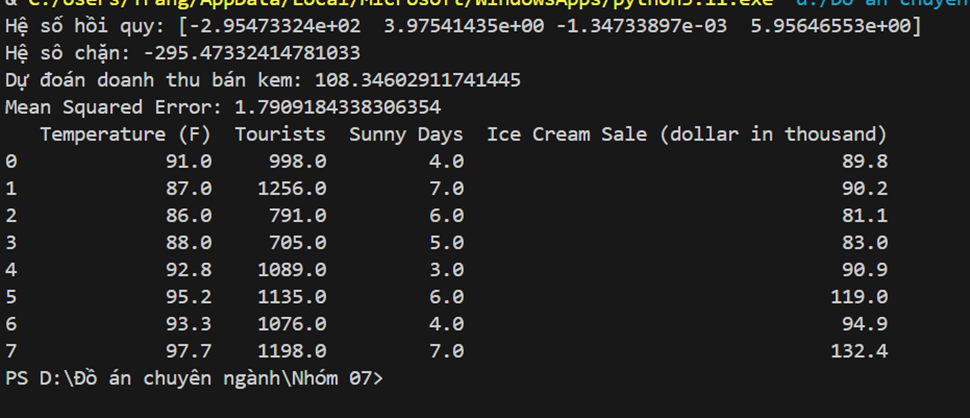 & C:/Users/Trang/AppData/Local/Microsoft/WindowsApps/python3.11.exe "d:/Đồ án chuyên
Hệ số hồi quy: [-2.95473324e+02  3.97541435e+00 -1.34733897e-03  5.95646553e+00]
Hệ sô chặn: -295.47332414781033
Dự đoán doanh thu bán kem: 108.34602911741445
Mean Squared Error: 1.7909184338306354
   Temperature (F)  Tourists  Sunny Days  Ice Cream Sale (dollar in thousand)
0             91.0     998.0         4.0                                 89.8
1             87.0    1256.0         7.0                                 90.2
2             86.0     791.0         6.0                                 81.1
3             88.0     705.0         5.0                                 83.0
4             92.8    1089.0         3.0                                 90.9
5             95.2    1135.0         6.0                                119.0
6             93.3    1076.0         4.0                                 94.9
7             97.7    1198.0         7.0                                132.4
PS D:\Đồ án chuyên ngành\Nhóm 07>